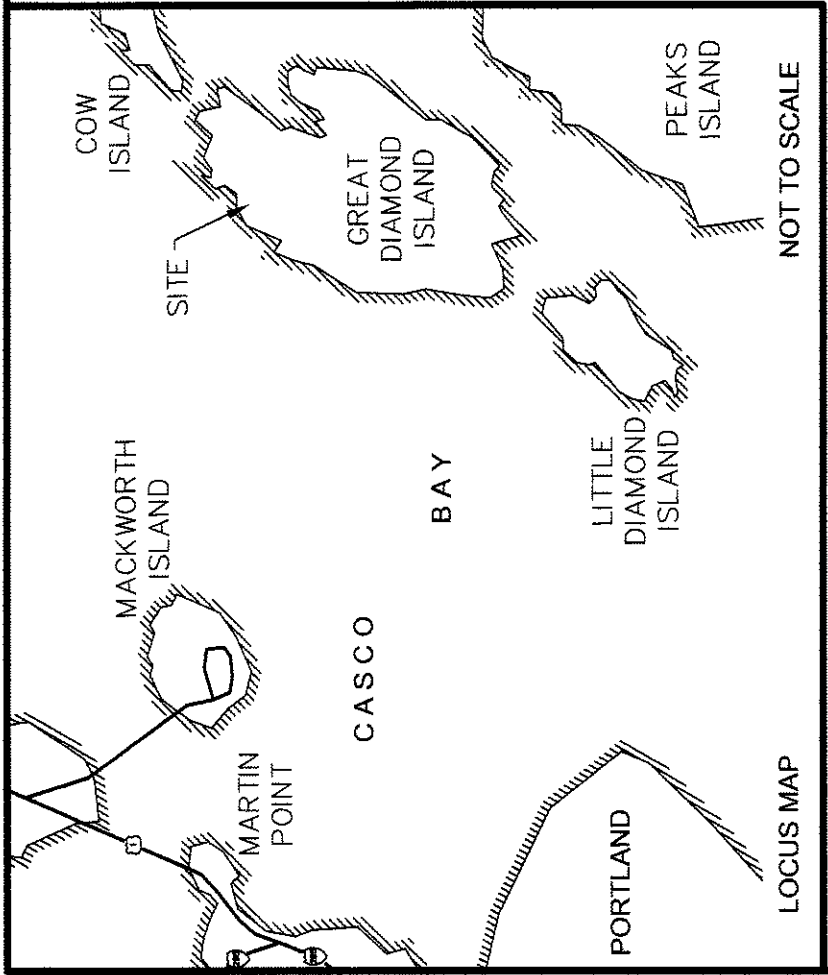 COW
ISLAND
MACKWORTH
ISLAND
SITE
1
MARTIN
POINT
GREAT
DIAMOND
ISLAND
CASCO
BAY
LITTLE
DIAMOND
ISLAND
PORTLAND
PEAKS
ISLAND
LOCUS MAP
NOT TO SCALE